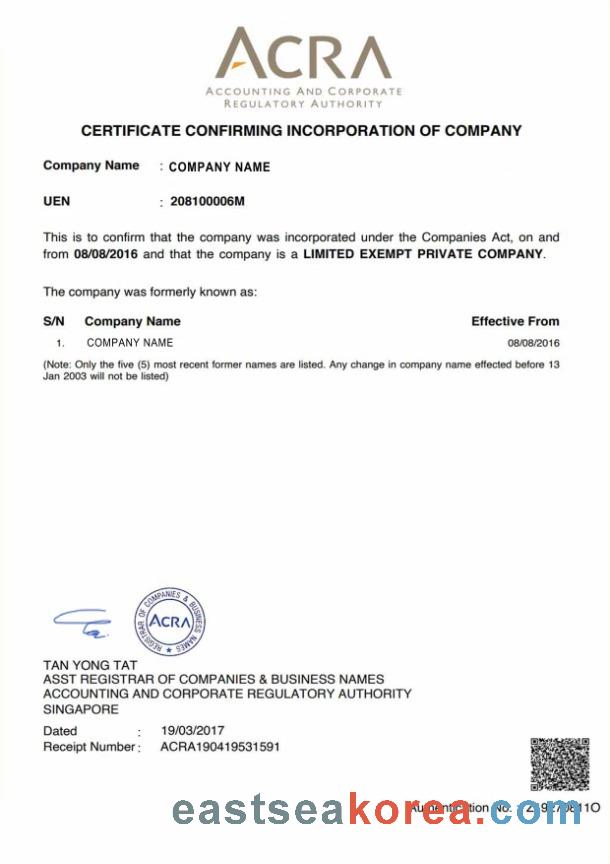 ACRA
ACCOUNTING AND CORPORATE
REGULATORY AUTHORITY
CERTIFICATE CONFIRMING INCORPORATION OF COMPANY
Company Name : COMPANY NAME
UEN : 208100006M
This is to confirm that the company was incorporated under the Companies Act, on and
from 08/08/2016 and that the company is a LIMITED EXEMPT PRIVATE COMPANY.
The company was formerly known as:
S/N Company Name Effective From
1. COMPANY NAME 08/08/2016
(Note: Only the five (5) most recent former names are listed. Any change in company name effected before 13
Jan 2003 will not be listed)
REGISTRAR OF COMPANIES & BUSINESS NAMES
ACRA
TAN YONG TAT
ASST REGISTRAR OF COMPANIES & BUSINESS NAMES
ACCOUNTING AND CORPORATE REGULATORY AUTHORITY
SINGAPORE
Dated : 19/03/2017
Receipt Number : ACRA190419531591
Authentication No. :
eastseakorea.com